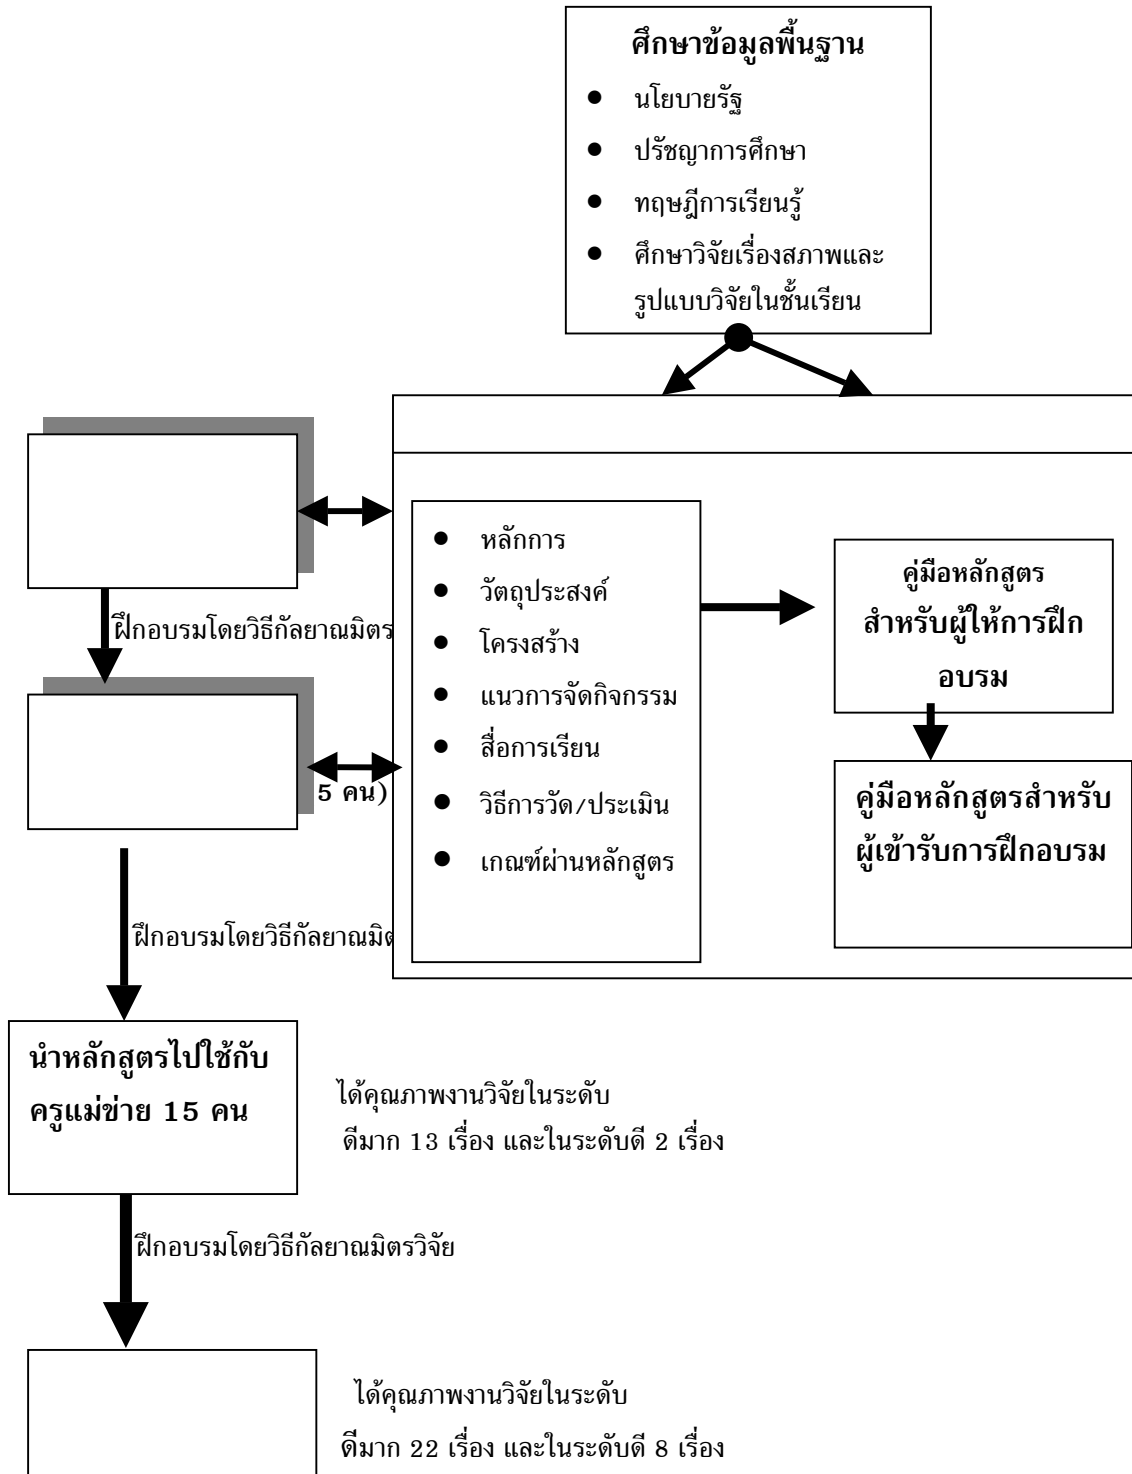 ศึกษาข้อมูลพื้นฐาน
● นโยบายรัฐ
● ปรัชญาการศึกษา
● ทฤษฎีการเรียนรู้
● ศึกษาวิจัยเรื่องสภาพและ
รูปแบบวิจัยในชั้นเรียน
● หลักการ
● วัตถุประสงค์
● โครงสร้าง
● แนวการจัดกิจกรรม
● สื่อการเรียน
● วิธีการวัด/ประเมิน
● เกณฑ์ผ่านหลักสูตร
คู่มือหลักสูตร
สำหรับผู้ให้การฝึก
อบรม
คู่มือหลักสูตรสำหรับ
ผู้เข้ารับการฝึกอบรม
ฝึกอบรมโดยวิธีกัลยาณมิตร
5 คน)
ฝึกอบรมโดยวิธีกัลยาณมิต
นำหลักสูตรไปใช้กับ
ครูแม่ข่าย 15 คน
ได้คุณภาพงานวิจัยในระดับ
ดีมาก 13 เรื่อง และในระดับดี 2 เรื่อง
ฝึกอบรมโดยวิธีกัลยาณมิตรวิจัย
ได้คุณภาพงานวิจัยในระดับ
ดีมาก 22 เรื่อง และในระดับดี 8 เรื่อง